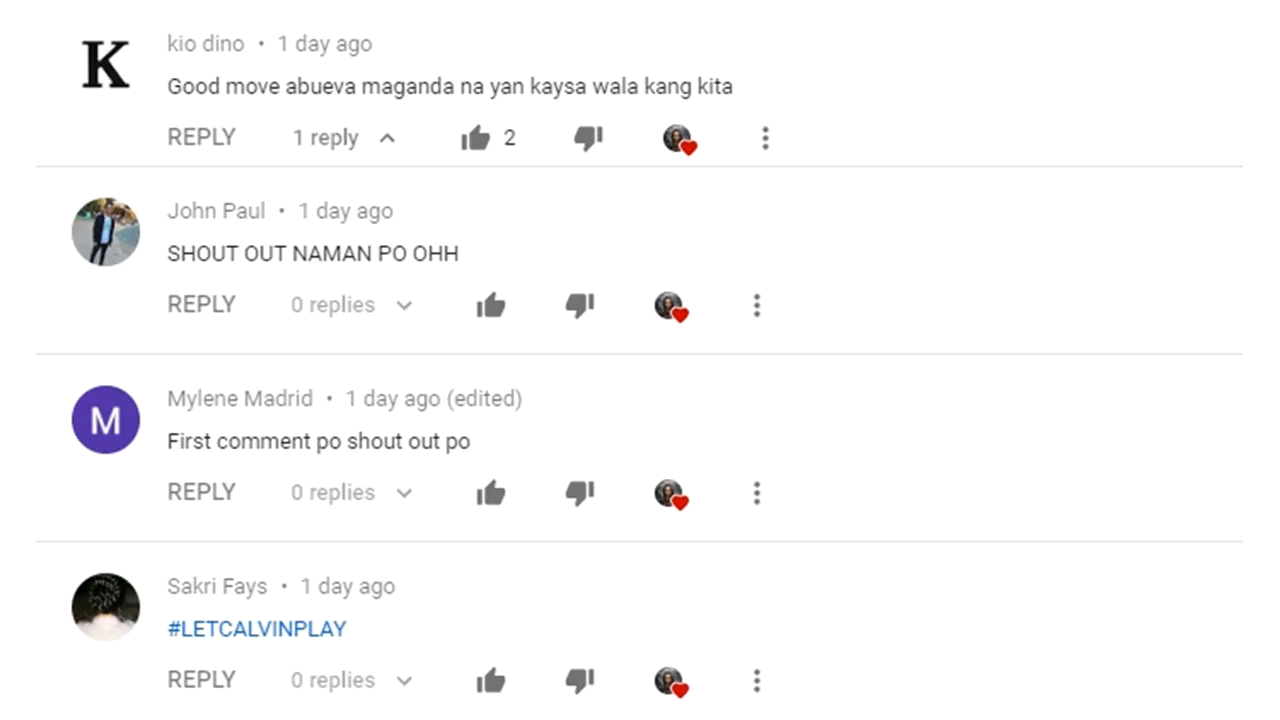 K
kio dino • 1 day ago
Good move abueva maganda na yan kaysa wala kang kita
REPLY 1 reply 2
John Paul • 1 day ago
SHOUT OUT NAMAN PO OHH
REPLY 0 replies
M
Mylene Madrid • 1 day ago (edited)
First comment po shout out po
REPLY 0 replies
Sakri Fays • 1 day ago
#LETCALVINPLAY
REPLY 0 replies